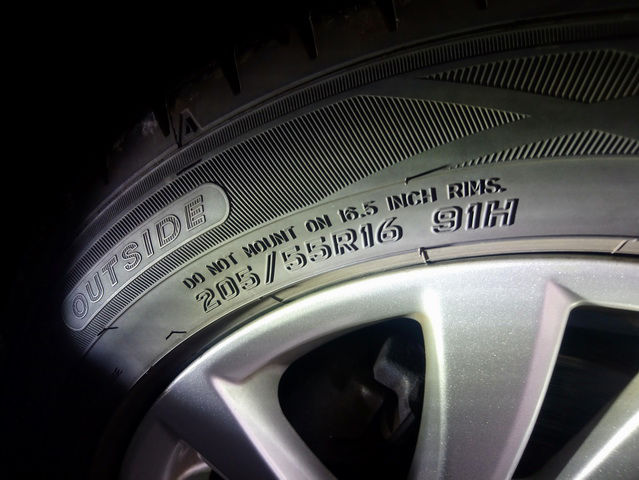 OUTSIDE
DO NOT MOUNT ON 16.5 INCH RIMS.
205/55R16 91H